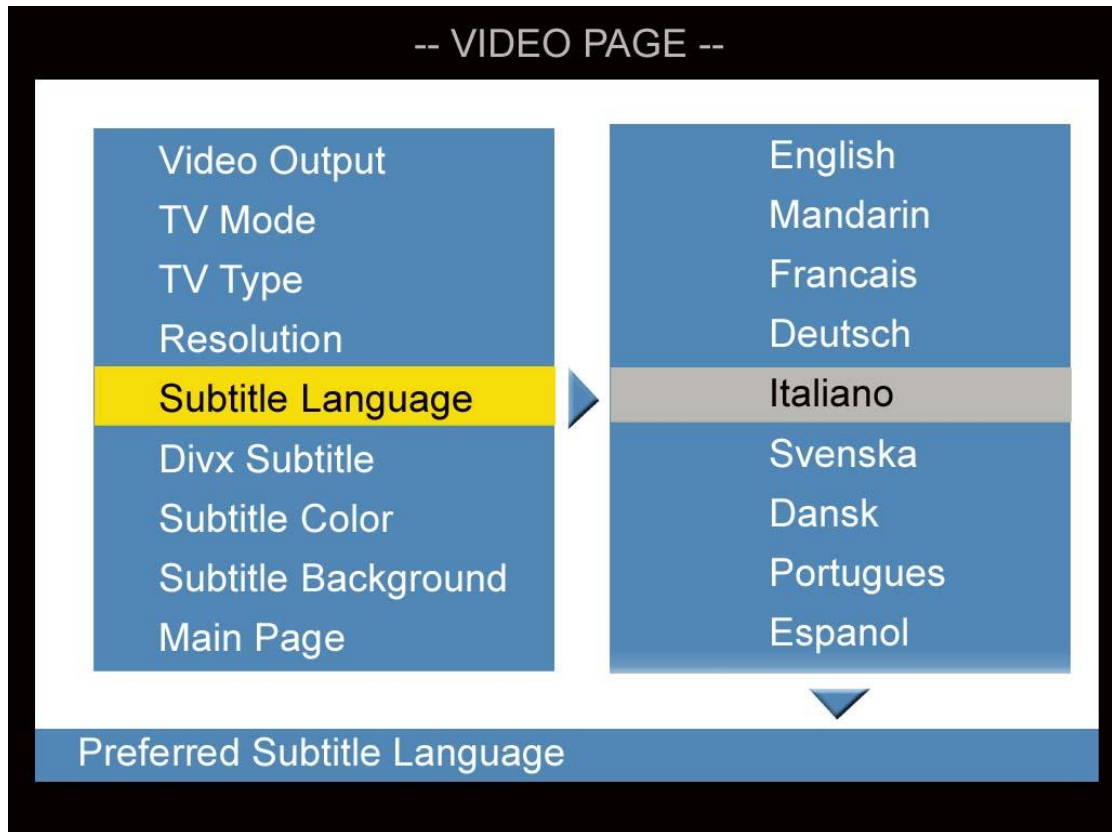 -- VIDEO PAGE --
Video Output
TV Mode
TV Type
Resolution
Subtitle Language
Divx Subtitle
Subtitle Color
Subtitle Background
Main Page
English
Mandarin
Francais
Deutsch
Italiano
Svenska
Dansk
Portugues
Espanol
Preferred Subtitle Language